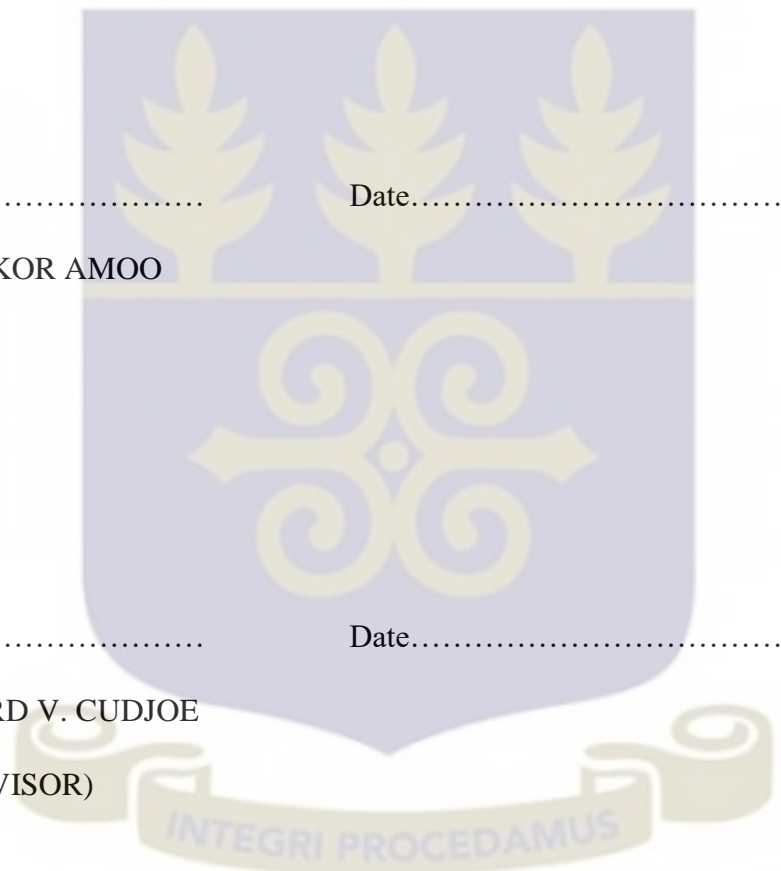 ………………… Date………………………………
KOR AMOO
………………… Date………………………………
RD V. CUDJOE
VISOR)
INTEGRI PROCEDAMUS